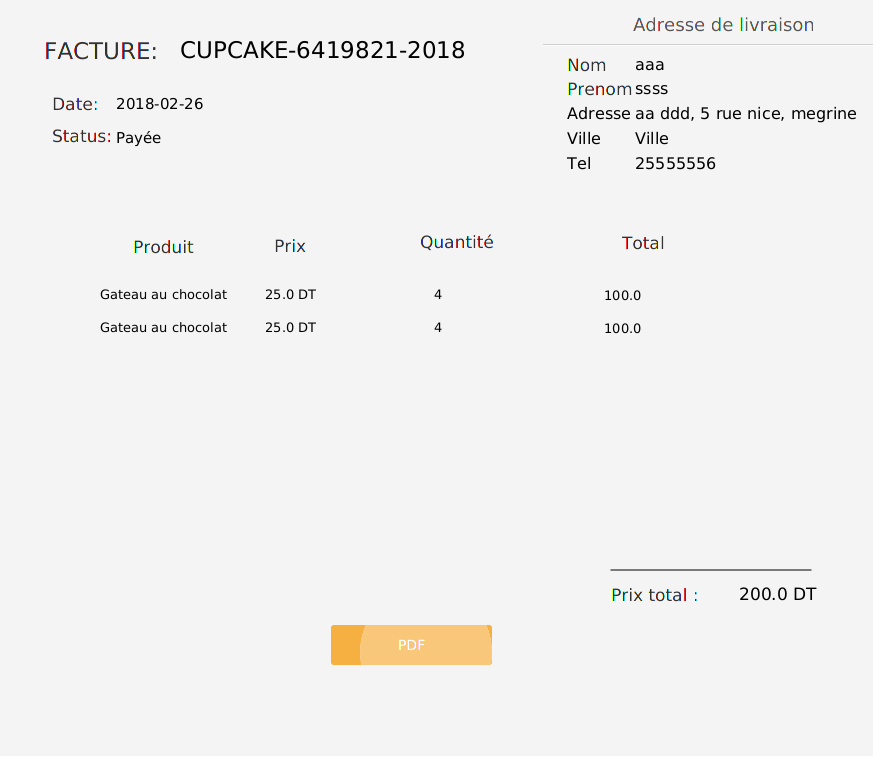 Adresse de livraison
FACTURE: CUPCAKE-6419821-2018
Nom aaa
Prenom ssss
Date: 2018-02-26
Adresse aa ddd, 5 rue nice, megrine
Status: Payée
Ville Ville
Tel 25555556
Produit Prix Quantité Total
Gateau au chocolat 25.0 DT 4 100.0
Gateau au chocolat 25.0 DT 4 100.0
Prix total : 200.0 DT
PDF